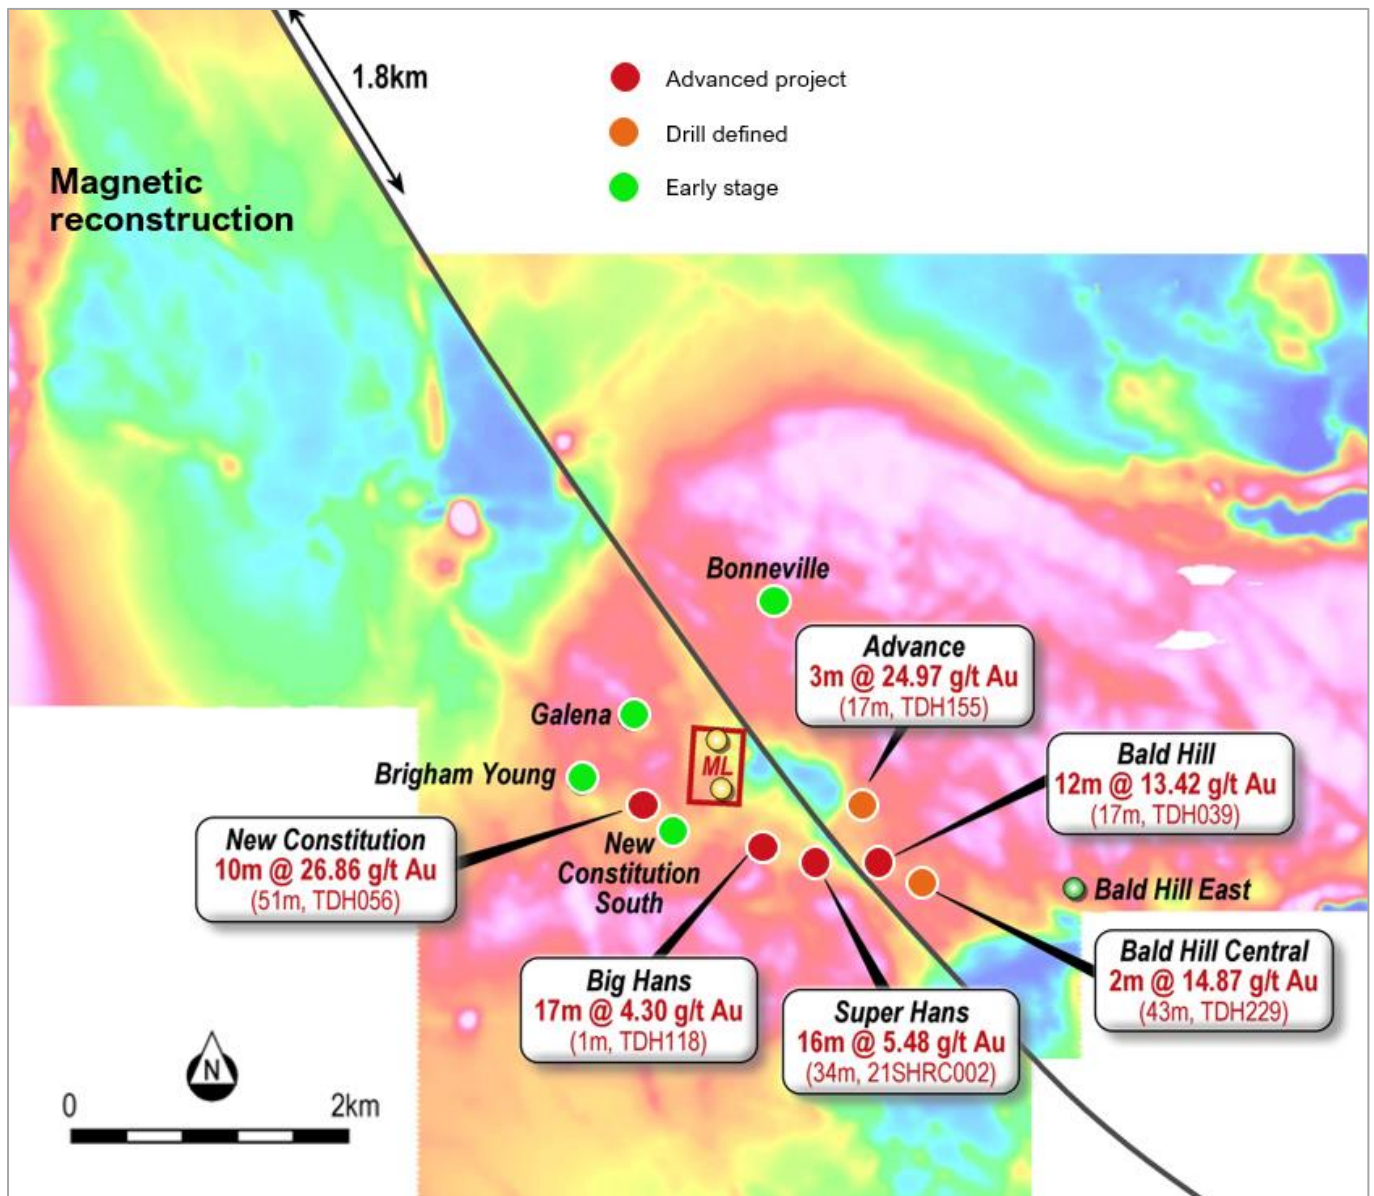 1.8km
Advanced project
Drill defined
Early stage
Magnetic
reconstruction
Bonneville
Advance
3m @ 24.97 g/t Au
(17m, TDH155)
Galena
ML
Bald Hill
12m @ 13.42 g/t Au
(17m, TDH039)
Brigham Young
New Constitution
10m @ 26.86 g/t Au
(51m, TDH056)
New
Constitution
South
Bald Hill East
Bald Hill Central
2m @ 14.87 g/t Au
(43m, TDH229)
Big Hans
17m @ 4.30 g/t Au
(1m, TDH118)
Super Hans
16m @ 5.48 g/t Au
(34m, 21SHRC002)
N
0 2km